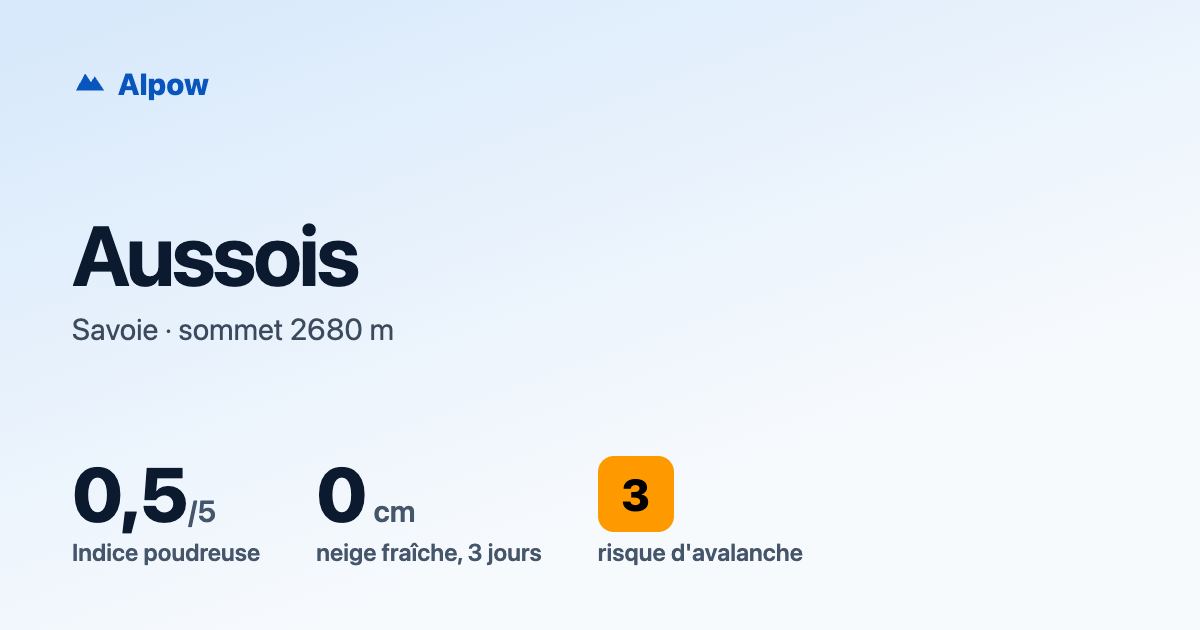 Alpow
Aussois
Savoie · sommet 2680 m
0,5/5
Indice poudreuse
0 cm
neige fraîche, 3 jours
3
risque d'avalanche